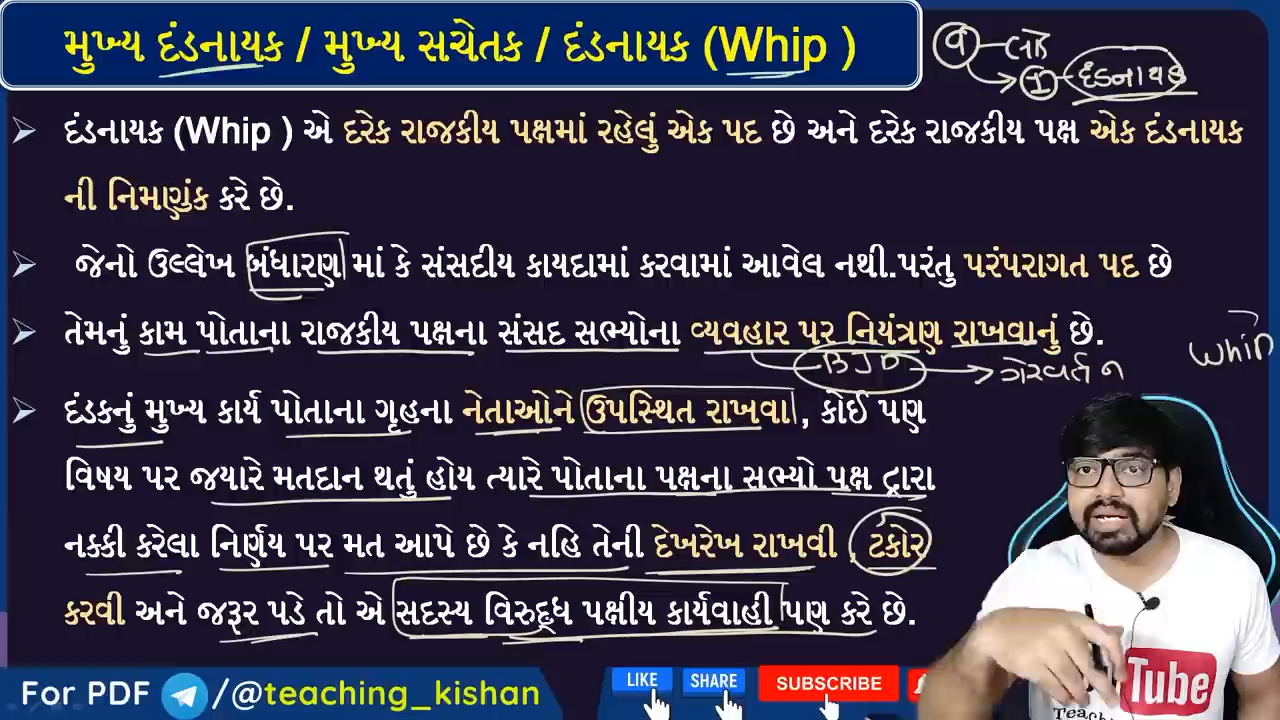 મુખ્ય દંડનાયક / મુખ્ય સચેતક / દંડનાયક (Whip )
દંડનાયક
દંડનાયક (Whip ) એ દરેક રાજકીય પક્ષમાં રહેલું એક પદ છે અને દરેક રાજકીય પક્ષ એક દંડનાયક
ની નિમણુંક કરે છે.
જેનો ઉલ્લેખ બંધારણ માં કે સંસદીય કાયદામાં કરવામાં આવેલ નથી.પરંતુ પરંપરાગત પદ છે
તેમનું કામ પોતાના રાજકીય પક્ષના સંસદ સભ્યોના વ્યવહાર પર નિયંત્રણ રાખવાનું છે.
BJP ગેરવર્તન whip
દંડકનું મુખ્ય કાર્ય પોતાના ગૃહના નેતાઓને ઉપસ્થિત રાખવા , કોઈ પણ
વિષય પર જયારે મતદાન થતું હોય ત્યારે પોતાના પક્ષના સભ્યો પક્ષ દ્વારા
નક્કી કરેલા નિર્ણય પર મત આપે છે કે નહિ તેની દેખરેખ રાખવી , ટંકોર
કરવી અને જરૂર પડે તો એ સદસ્ય વિરુદ્ધ પક્ષીય કાર્યવાહી પણ કરે છે.
For PDF /@teaching_kishan
LIKE SHARE SUBSCRIBE
Tube